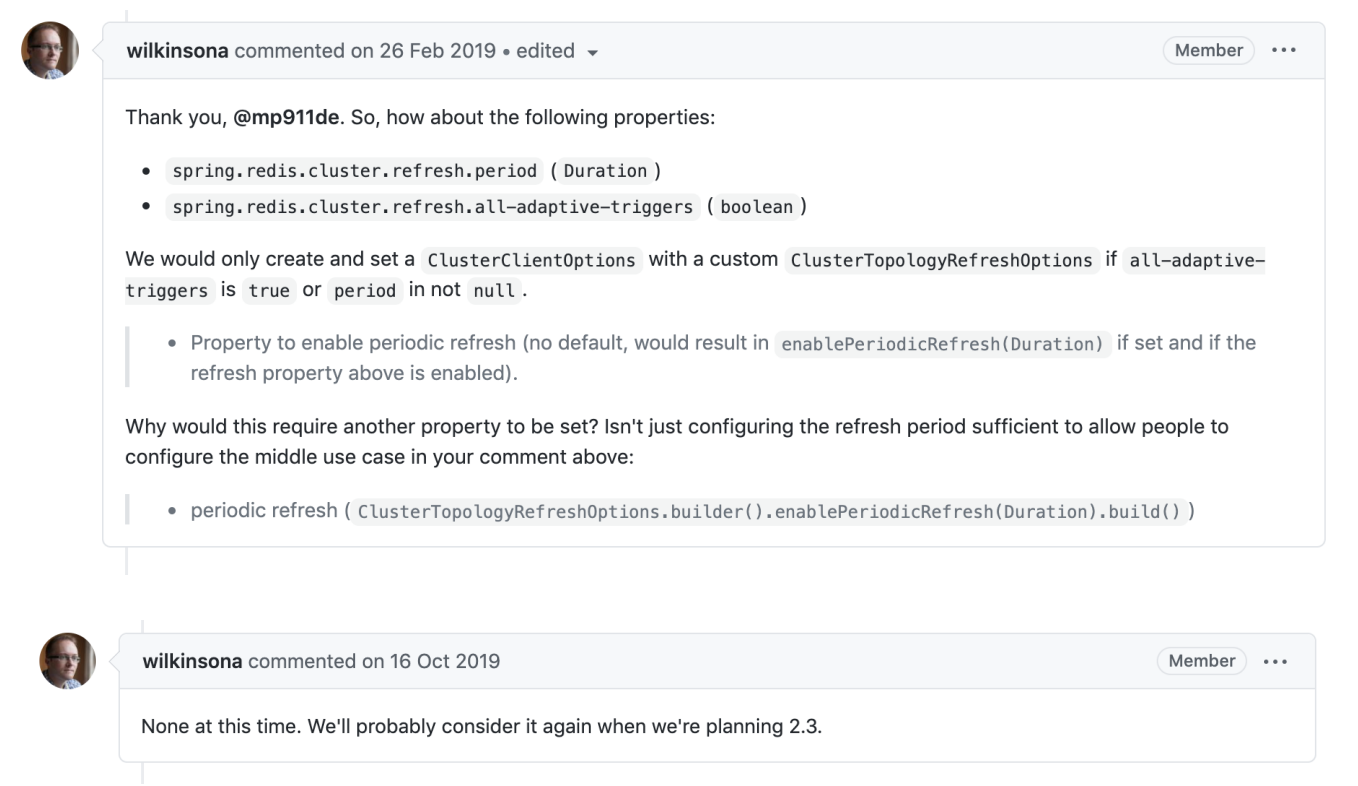 wilkinsona commented on 26 Feb 2019 • edited
Member
Thank you, @mp911de. So, how about the following properties:
• spring.redis.cluster.refresh.period ( Duration )
• spring.redis.cluster.refresh.all-adaptive-triggers ( boolean )
We would only create and set a ClusterClientOptions with a custom ClusterTopologyRefreshOptions if all-adaptive-
triggers is true or period in not null .
• Property to enable periodic refresh (no default, would result in enablePeriodicRefresh(Duration) if set and if the
refresh property above is enabled).
Why would this require another property to be set? Isn't just configuring the refresh period sufficient to allow people to
configure the middle use case in your comment above:
• periodic refresh ( ClusterTopologyRefreshOptions.builder().enablePeriodicRefresh(Duration).build() )
wilkinsona commented on 16 Oct 2019
Member
None at this time. We'll probably consider it again when we're planning 2.3.